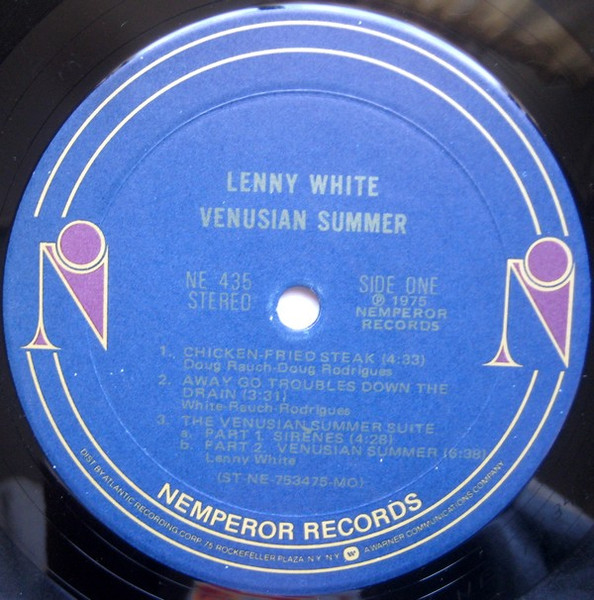 LENNY WHITE
VENUSIAN SUMMER
NE 435
STEREO
SIDE ONE
℗ 1975
NEMPEROR
RECORDS
1. CHICKEN-FRIED STEAK (4:33)
Doug Rauch-Doug Rodrigues
2. AWAY GO TROUBLES DOWN THE
DRAIN (3:31)
White-Rauch-Rodrigues
3. THE VENUSIAN SUMMER SUITE
a. PART 1. SIRENES (4:28)
b. PART 2. VENUSIAN SUMMER (6:38)
Lenny White
(ST-NE-753475-MO)
NEMPEROR RECORDS
DIST BY ATLANTIC RECORDING CORP. 75 ROCKEFELLER PLAZA N.Y. N.Y. W A WARNER COMMUNICATIONS COMPANY